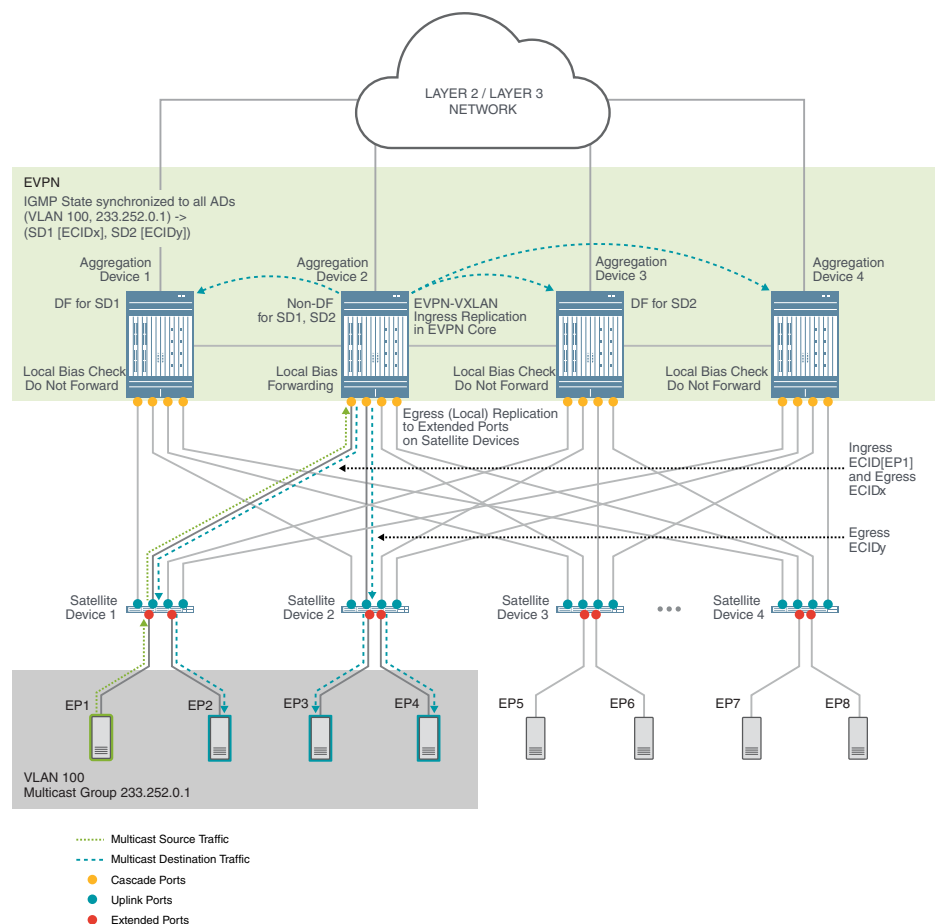 LAYER 2 / LAYER 3
NETWORK
EVPN
IGMP State synchronized to all ADs
(VLAN 100, 233.252.0.1) ->
(SD1 [ECIDx], SD2 [ECIDy])
Aggregation
Device 1
Aggregation
Device 2
Aggregation
Device 3
Aggregation
Device 4
DF for SD1
Non-DF
for SD1, SD2
EVPN-VXLAN
Ingress Replication
in EVPN Core
DF for SD2
Local Bias Check
Do Not Forward
Local Bias
Forwarding
Local Bias Check
Do Not Forward
Local Bias Check
Do Not Forward
Egress (Local) Replication
to Extended Ports
on Satellite Devices
Ingress
ECID[EP1]
and Egress
ECIDx
Egress
ECIDy
Satellite
Device 1
Satellite
Device 2
Satellite
Device 3
Satellite
Device 4
EP1
EP2
EP3
EP4
EP5
EP6
EP7
EP8
VLAN 100
Multicast Group 233.252.0.1
Multicast Source Traffic
Multicast Destination Traffic
Cascade Ports
Uplink Ports
Extended Ports